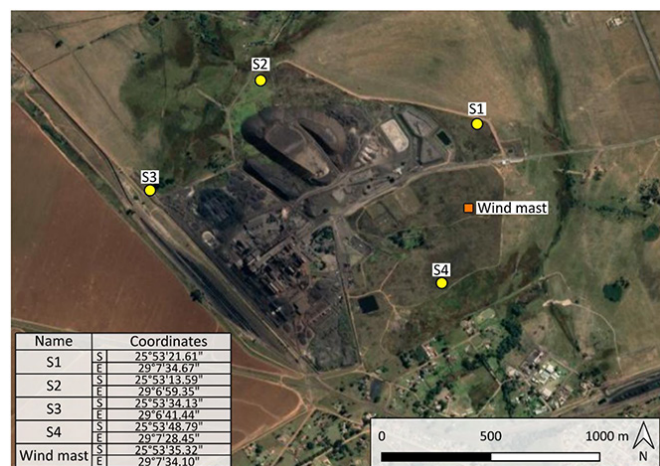 S2
S1
S3
Wind mast
S4
Name Coordinates
S1 S 25°53'21.61"
E 29°7'34.67"
S2 S 25°53'13.59"
E 29°6'59.35"
S3 S 25°53'34.13"
E 29°6'41.44"
S4 S 25°53'48.79"
E 29°7'28.45"
Wind mast S 25°53'35.32"
E 29°7'34.10"
0 500 1000 m
N